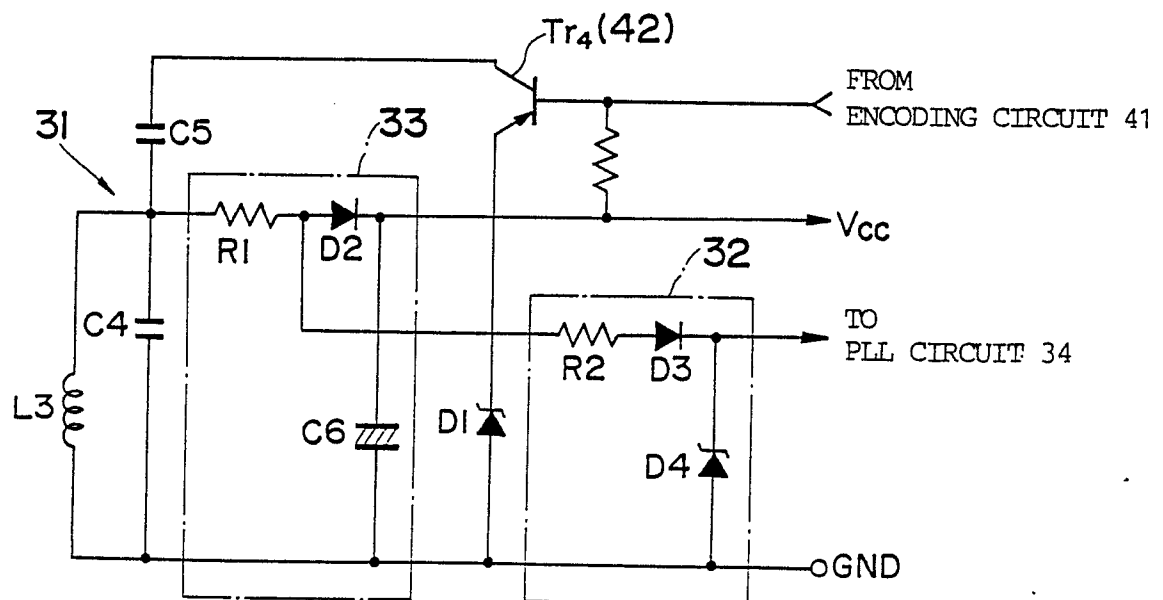 Tr4(42)
FROM
ENCODING CIRCUIT 41
31
C5
33
R1
D2
Vcc
32
C4
R2
D3
TO
PLL CIRCUIT 34
L3
C6
D1
D4
GND